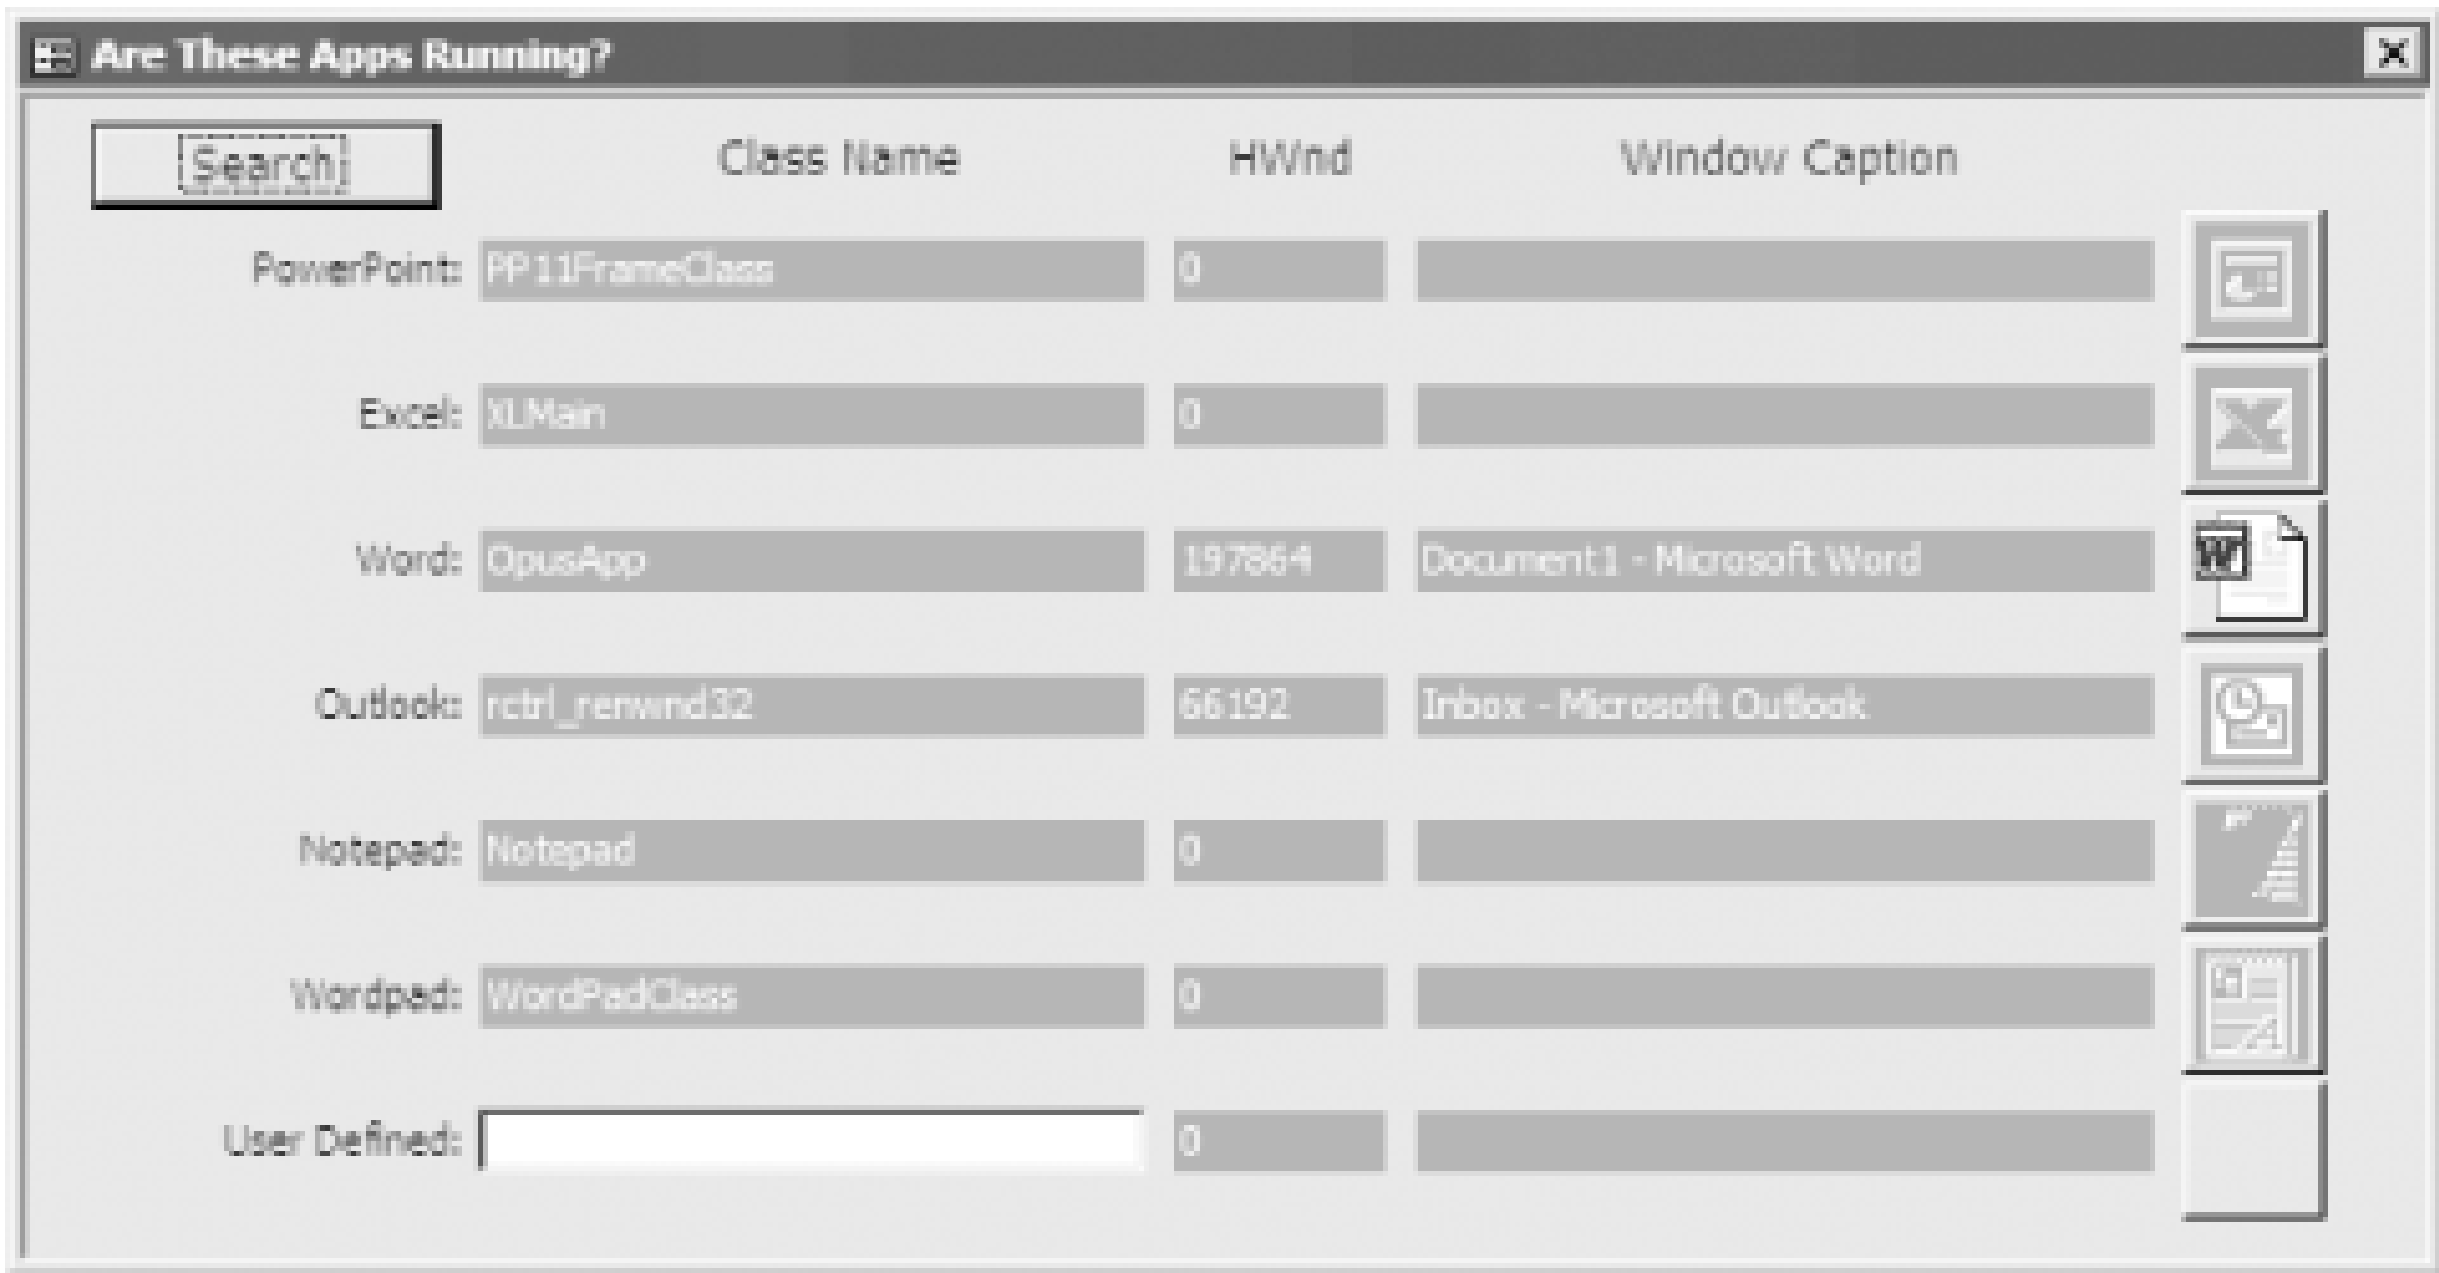 Are These Apps Running?
Search Class Name HWnd Window Caption
PowerPoint: PP11FrameClass 0
Excel: XLMain 0
Word: OpusApp 197864 Document1 - Microsoft Word
Outlook: rctrl_renwnd32 66192 Inbox - Microsoft Outlook
Notepad: Notepad 0
Wordpad: WordPadClass 0
User Defined: 0